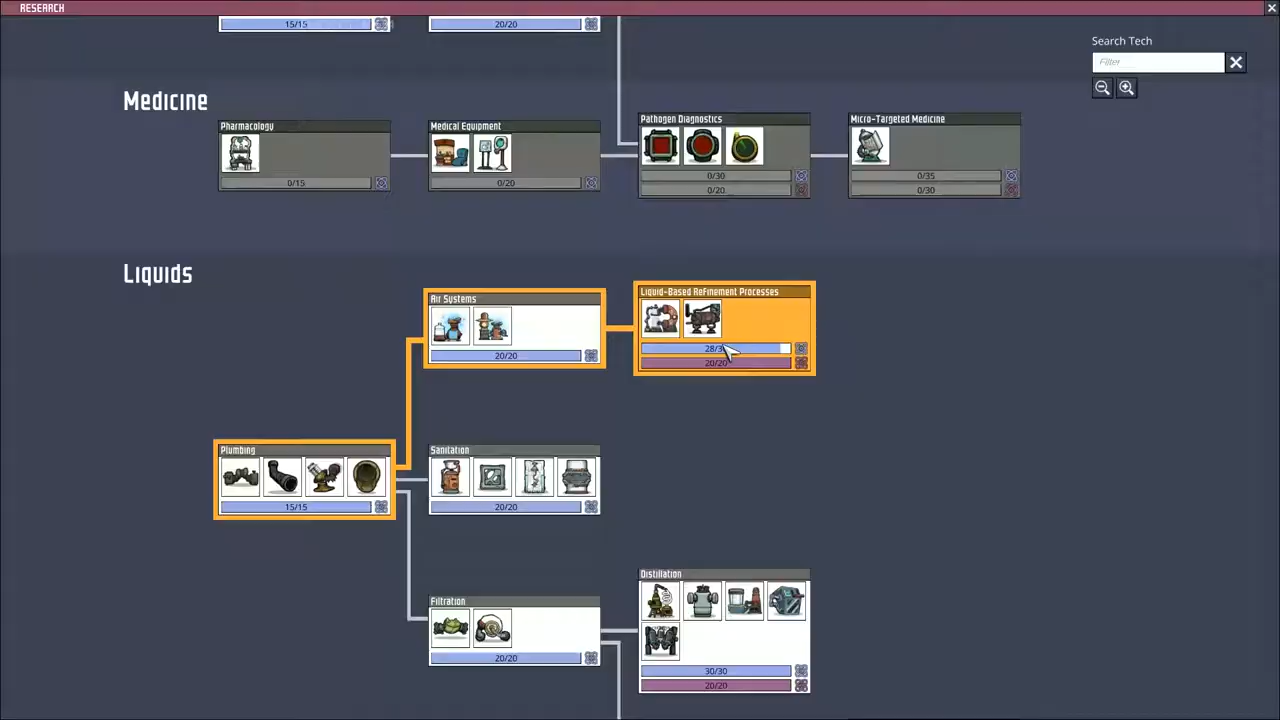 RESEARCH
15/15
20/20
Search Tech
Filter
Medicine
Pharmacology
0/15
Medical Equipment
0/20
Pathogen Diagnostics
0/30
0/20
Micro-Targeted Medicine
0/35
0/30
Liquids
Air Systems
20/20
Liquid-Based Refinement Processes
20/20
Plumbing
15/15
Sanitation
20/20
Filtration
20/20
Distillation
30/30
20/20